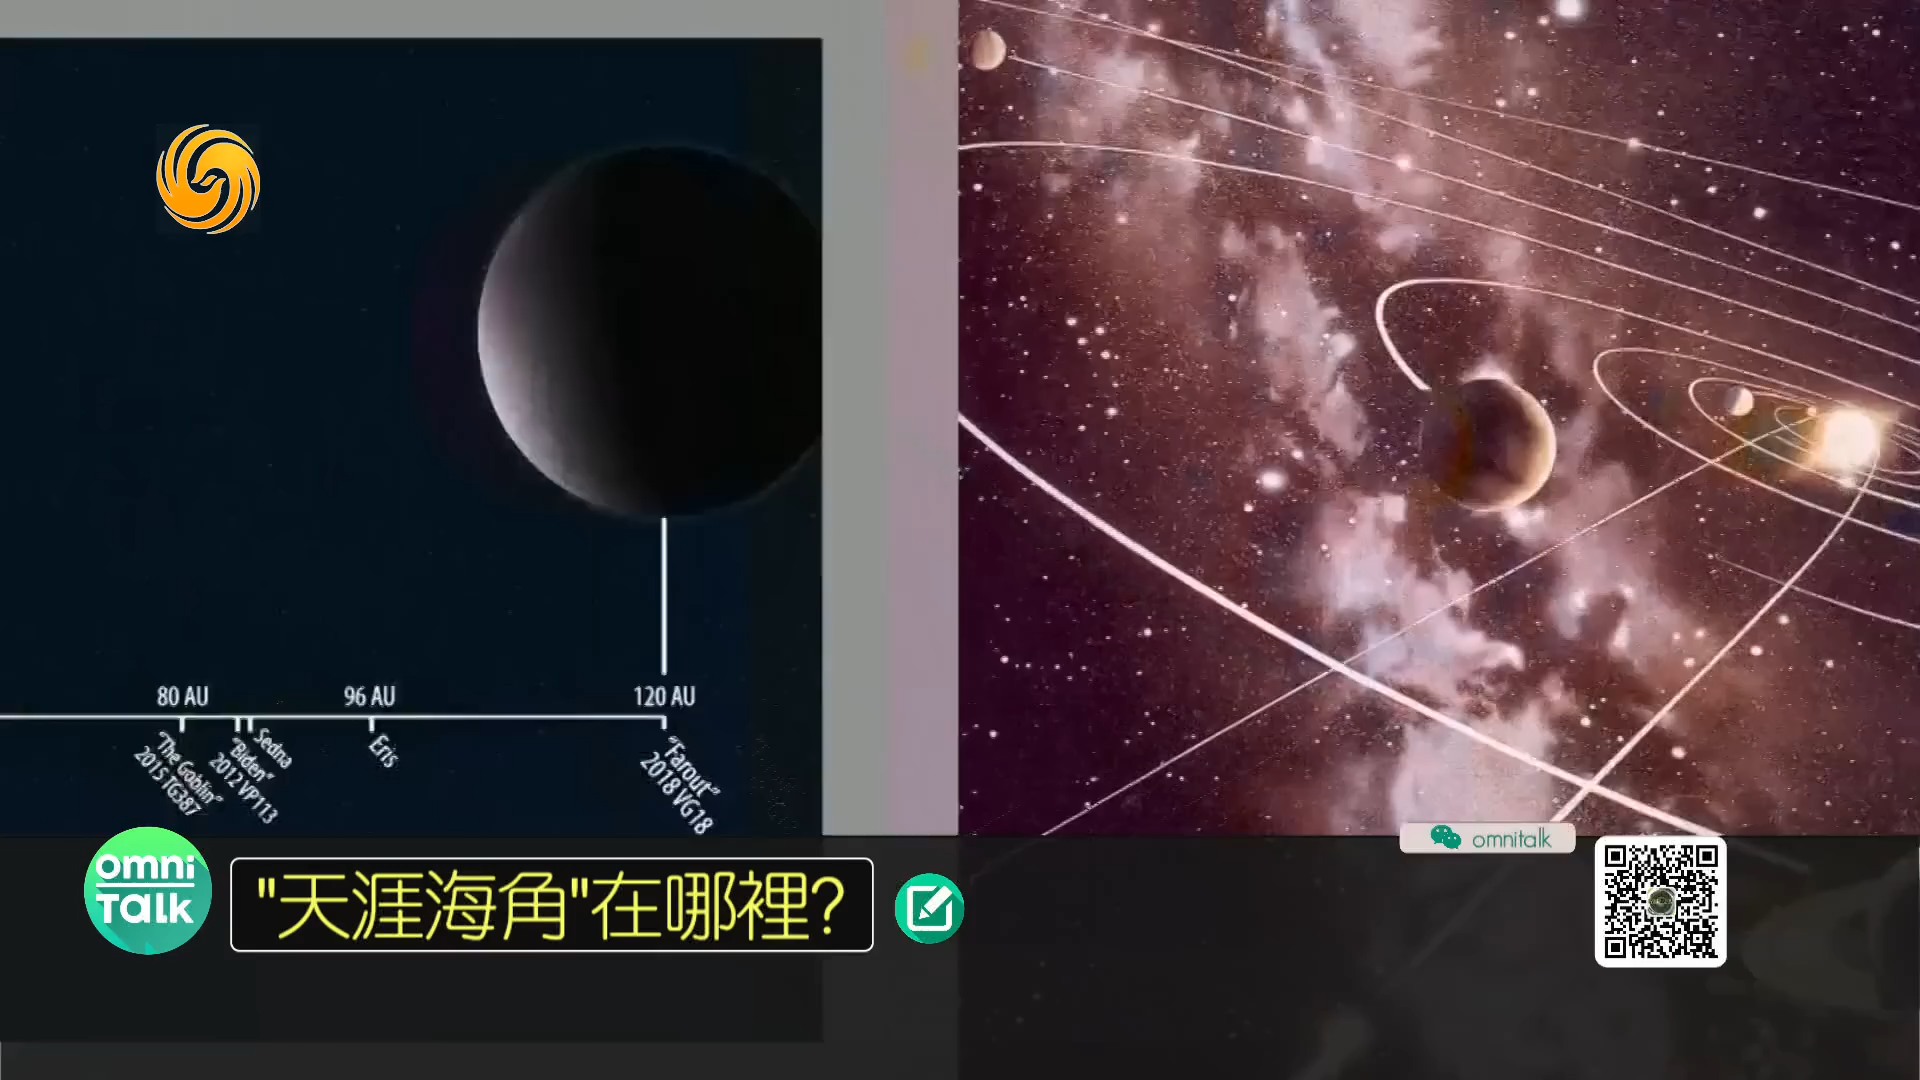 80 AU
96 AU
120 AU
"The Goblin"
2015 TG387
"Biden"
2012 VP113
Sedna
Eris
"Farout"
2018 VG18
omnitalk
omni
Talk
"天涯海角"在哪裡?